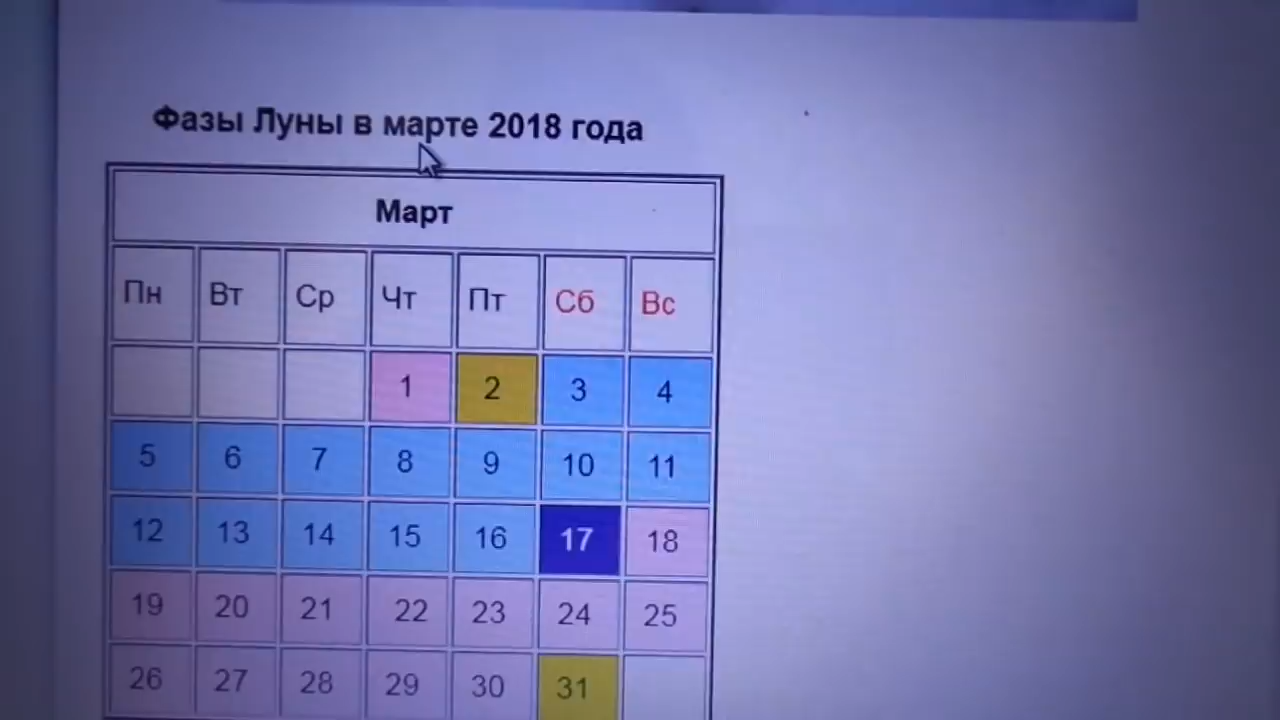 Фазы Луны в марте 2018 года
Март
Пн Вт Ср Чт Пт Сб Вс
1 2 3 4
5 6 7 8 9 10 11
12 13 14 15 16 17 18
19 20 21 22 23 24 25
26 27 28 29 30 31